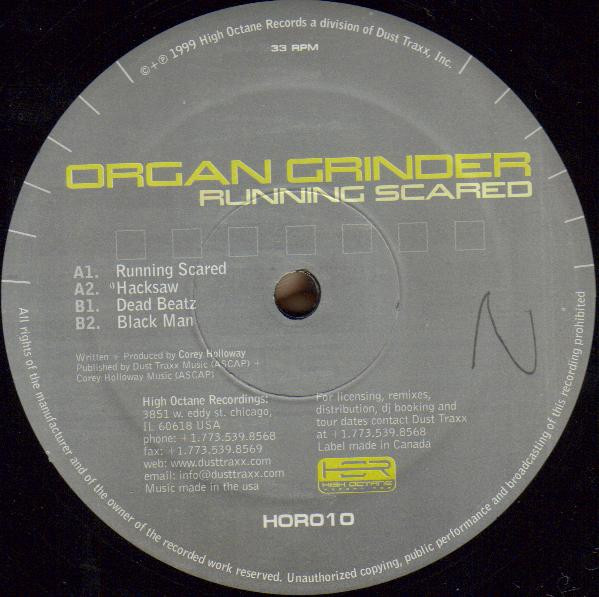 ©+℗ 1999 High Octane Records a division of Dust Traxx, Inc.
33 RPM
ORGAN GRINDER
RUNNING SCARED
A1. Running Scared
A2. Hacksaw
B1. Dead Beatz
B2. Black Man
Written + Produced by Corey Holloway
Published by Dust Traxx Music (ASCAP) +
Corey Holloway Music (ASCAP)
High Octane Recordings:
3851 w. eddy st. chicago,
IL 60618 USA
phone: +1.773.539.8568
fax: +1.773.539.8569
web: www.dusttraxx.com
email: info@dusttraxx.com
Music made in the usa
For licensing, remixes,
distribution, dj booking and
tour dates contact Dust Traxx
at +1.773.539.8568
Label made in Canada
HIGH OCTANE
HOR010
N
All rights of the manufacturer and of the owner of the recorded work reserved. Unauthorized copying, public performance and broadcasting of this recording prohibited